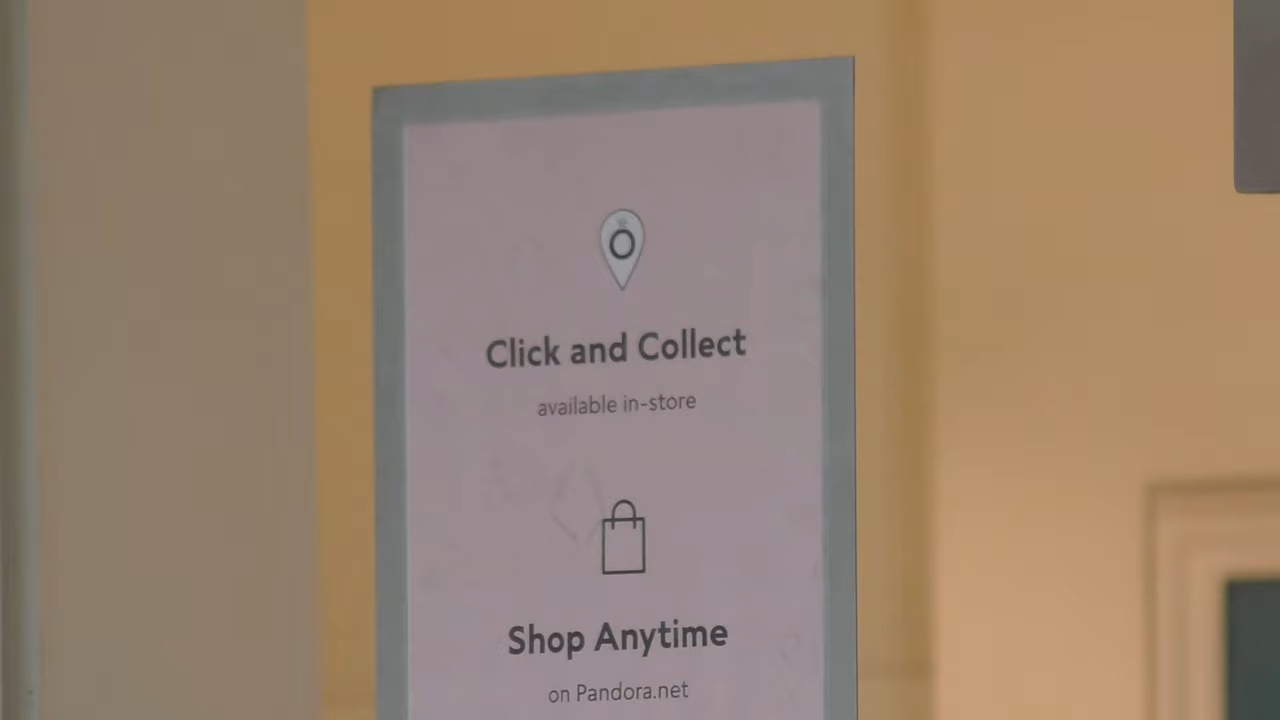 Click and Collect
available in-store
Shop Anytime
on Pandora.net